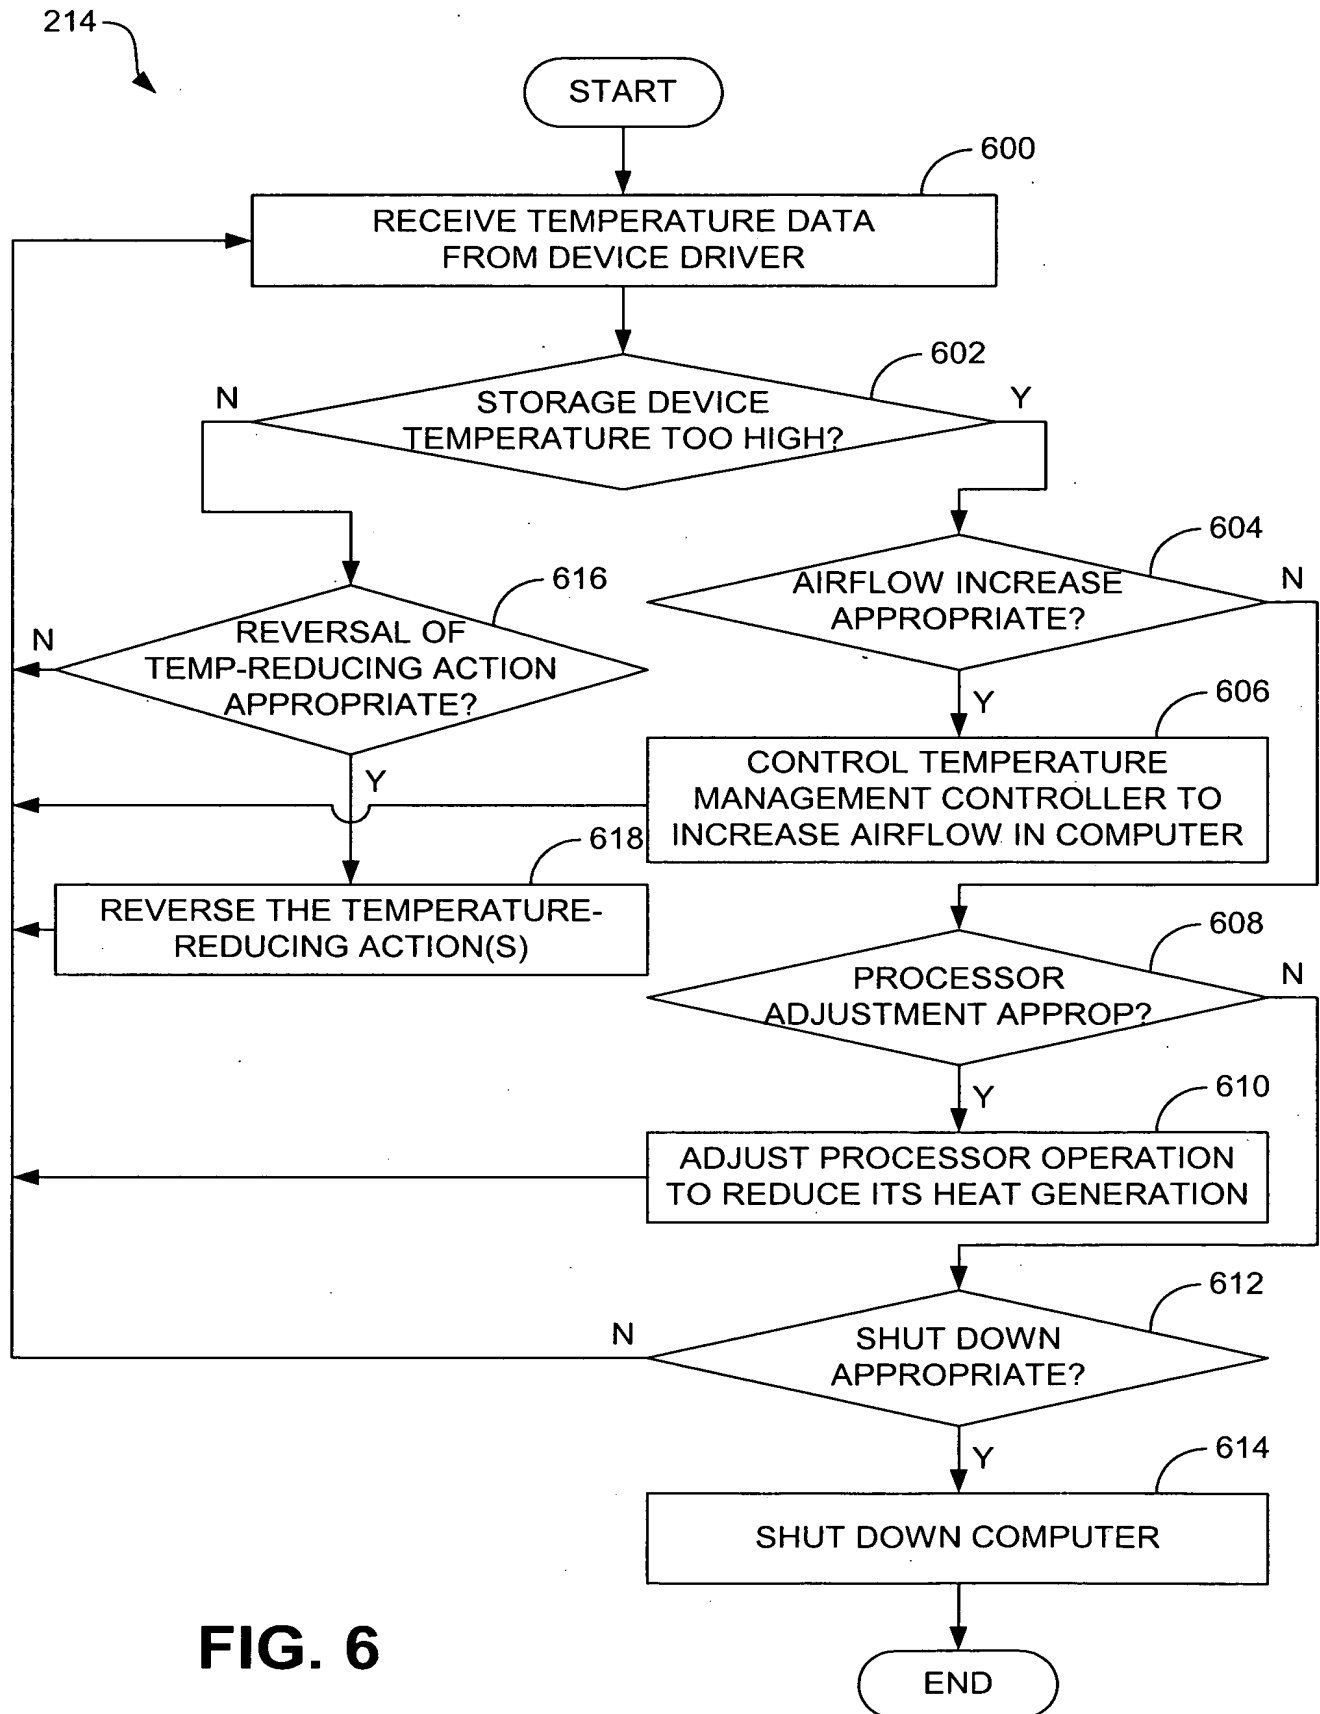 214
START
600
RECEIVE TEMPERATURE DATA
FROM DEVICE DRIVER
602
N
Y
STORAGE DEVICE
TEMPERATURE TOO HIGH?
604
AIRFLOW INCREASE
APPROPRIATE?
N
616
N
REVERSAL OF
TEMP-REDUCING ACTION
APPROPRIATE?
Y
606
CONTROL TEMPERATURE
MANAGEMENT CONTROLLER TO
INCREASE AIRFLOW IN COMPUTER
Y
618
REVERSE THE TEMPERATURE-
REDUCING ACTION(S)
608
PROCESSOR
ADJUSTMENT APPROP?
N
Y
610
ADJUST PROCESSOR OPERATION
TO REDUCE ITS HEAT GENERATION
612
N
SHUT DOWN
APPROPRIATE?
Y
614
SHUT DOWN COMPUTER
FIG. 6
END